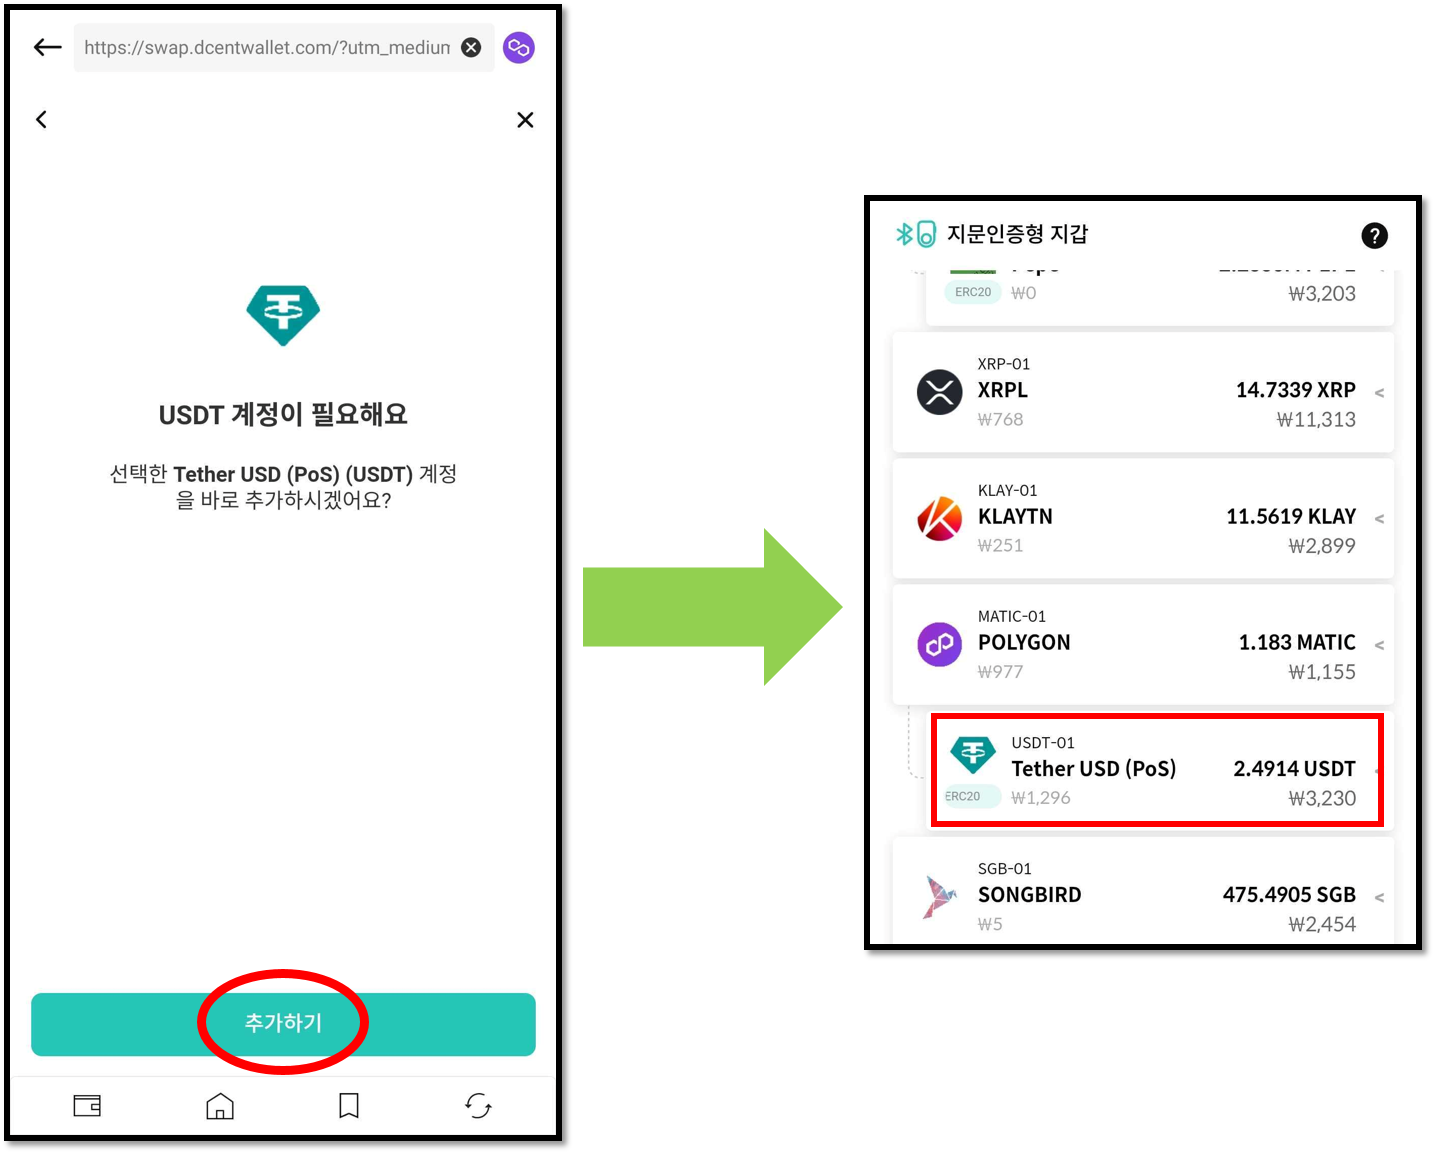 https://swap.dcentwallet.com/?utm_medium
USDT 계정이 필요해요
선택한 Tether USD (PoS) (USDT) 계정
을 바로 추가하시겠어요?
추가하기
지문인증형 지갑
?
ERC20
₩0
₩3,203
XRP-01
XRPL
14.7339 XRP
₩768
₩11,313
KLAY-01
KLAYTN
11.5619 KLAY
₩251
₩2,899
MATIC-01
POLYGON
1.183 MATIC
₩977
₩1,155
USDT-01
Tether USD (PoS)
2.4914 USDT
ERC20
₩1,296
₩3,230
SGB-01
SONGBIRD
475.4905 SGB
₩5
₩2,454